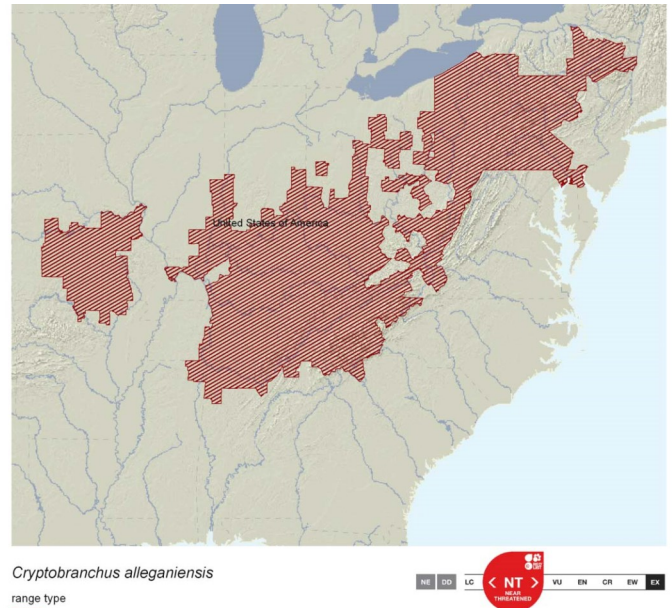 United States of America
Cryptobranchus alleganiensis
range type
NE DD LC < NT > VU EN CR EW EX
NEAR
THREATENED